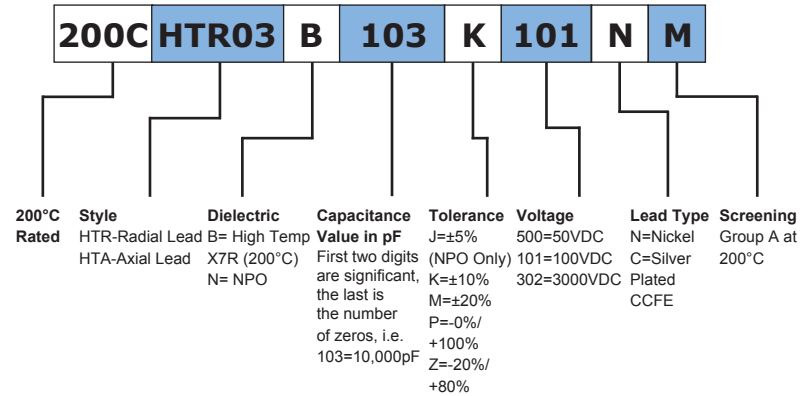 200C HTR03 B 103 K 101 N M
200°C
Rated
Style
HTR-Radial Lead
HTA-Axial Lead
Dielectric
B= High Temp
X7R (200°C)
N= NPO
Capacitance
Value in pF
First two digits
are significant,
the last is
the number
of zeros, i.e.
103=10,000pF
Tolerance
J=±5%
(NPO Only)
K=±10%
M=±20%
P=-0%/
+100%
Z=-20%/
+80%
Voltage
500=50VDC
101=100VDC
302=3000VDC
Lead Type
N=Nickel
C=Silver
Plated
CCFE
Screening
Group A at
200°C